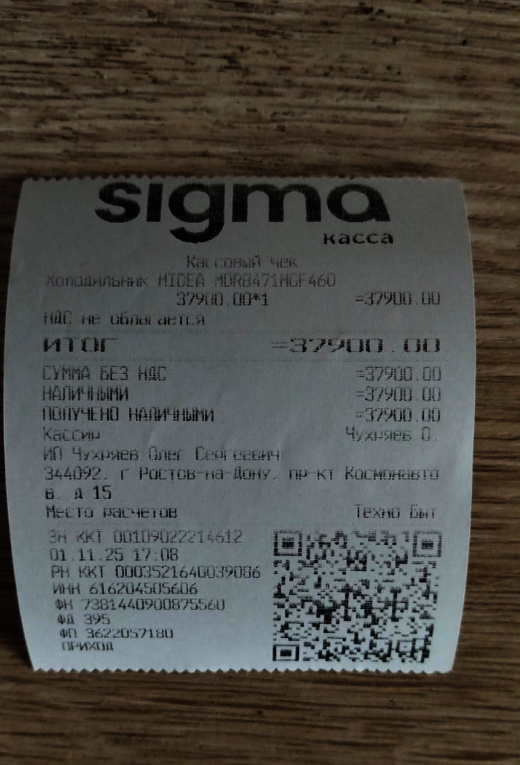 sigma
касса
Кассовый чек
Холодильник MIDEA MDRB471MGF46O
37900.00*1 =37900.00
НДС не облагается
ИТОГ =37900.00
СУММА БЕЗ НДС =37900.00
НАЛИЧНЫМИ =37900.00
ПОЛУЧЕНО НАЛИЧНЫМИ =37900.00
Кассир Чухряев О.
ИП Чухряев Олег Сергеевич
344092, г Ростов-на-Дону, пр-кт Космонавто
в, д 15
Место расчетов Техно Быт
ЗН ККТ 00109022214612
01.11.25 17:08
РН ККТ 0003521640039086
ИНН 616204505606
ФН 7381440900875560
ФД 395
ФП 3622057180
ПРИХОД